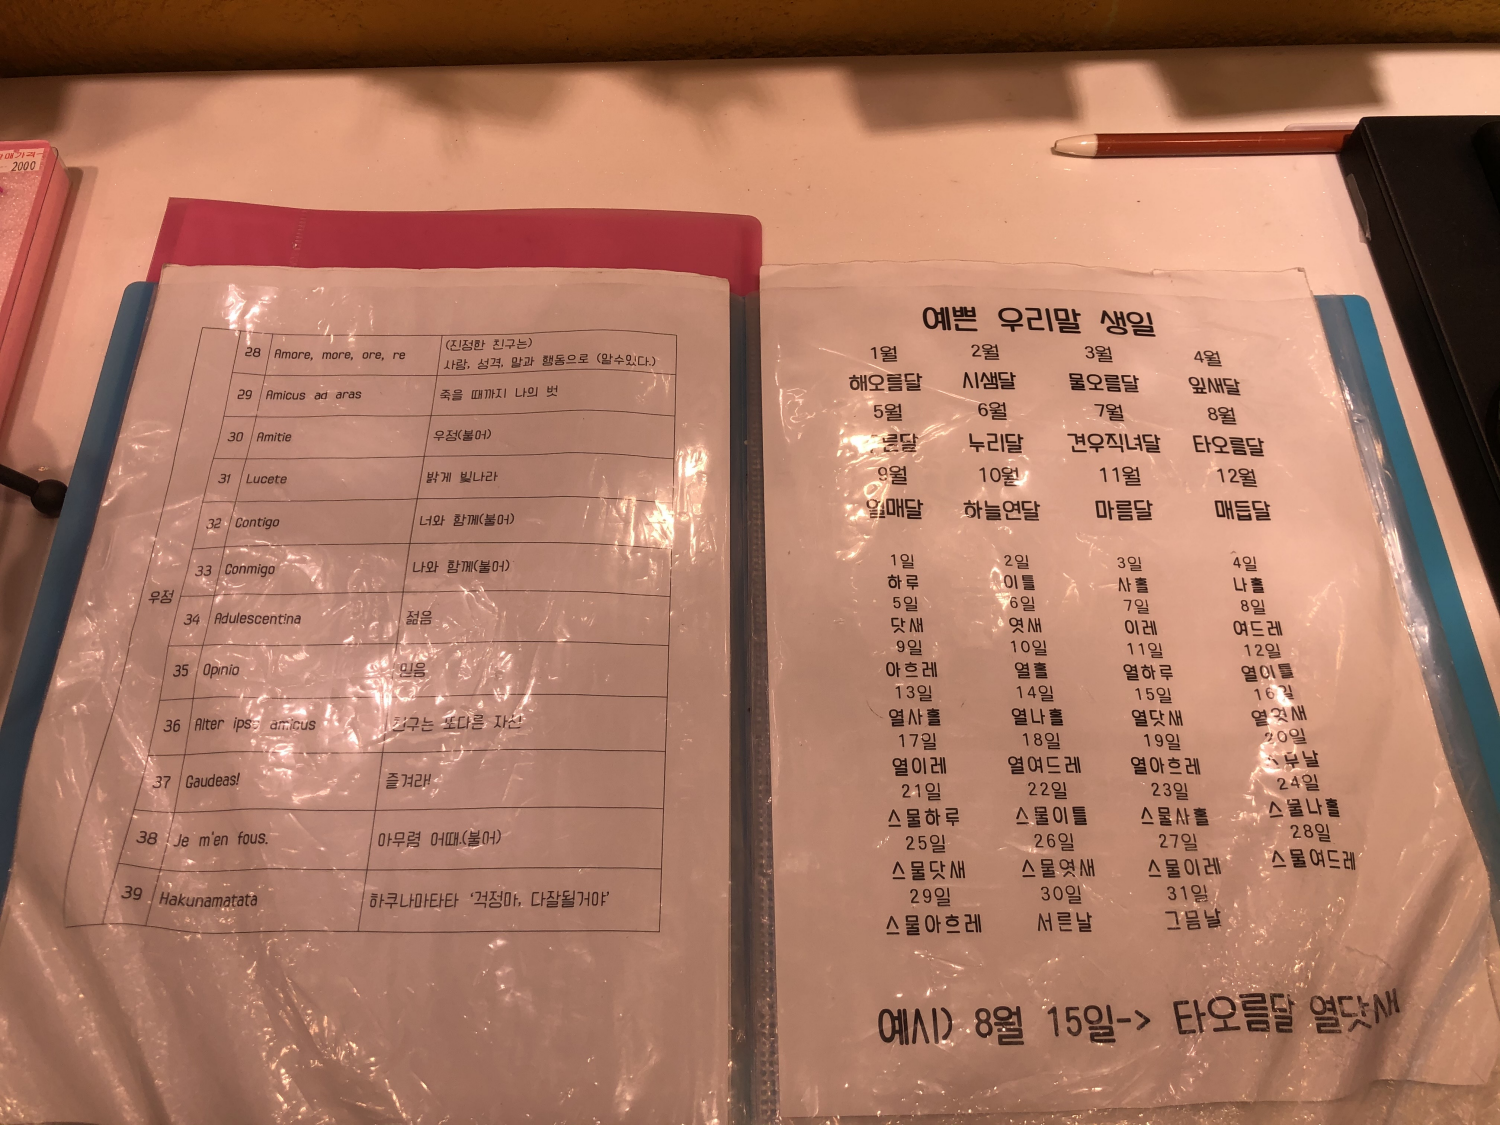 2000
우정
28 Amore, more, ore, re (진정한 친구는)
사랑, 성격, 말과 행동으로 (알수있다.)
29 Amicus ad aras 죽을 때까지 나의 벗
30 Amitie 우정(불어)
31 Lucete 밝게 빛나라
32 Contigo 너와 함께(불어)
33 Conmigo 나와 함께(불어)
34 Adulescentina 젊음
35 Opinio 믿음
36 Alter ipse amicus 친구는 또다른 자신
37 Gaudeas! 즐겨라!
38 Je m'en fous. 아무렴 어때.(불어)
39 Hakunamatata 하쿠나마타타 '걱정마, 다잘될거야'
예쁜 우리말 생일
1월 2월 3월 4월
해오름달 시샘달 물오름달 잎새달
5월 6월 7월 8월
누리달 견우직녀달 타오름달
9월 10월 11월 12월
열매달 하늘연달 마름달 매듭달
1일 2일 3일 4일
하루 이틀 사흘 나흘
5일 6일 7일 8일
닷새 엿새 이레 여드레
9일 10일 11일 12일
아흐레 열흘 열하루 열이틀
13일 14일 15일 16일
열사흘 열나흘 열닷새 열엿새
17일 18일 19일 20일
열이레 열여드레 열아흐레 스무날
21일 22일 23일 24일
스물하루 스물이틀 스물사흘 스물나흘
25일 26일 27일 28일
스물닷새 스물엿새 스물이레 스물여드레
29일 30일 31일
스물아흐레 서른날 그믐날
예시) 8월 15일-> 타오름달 열닷새